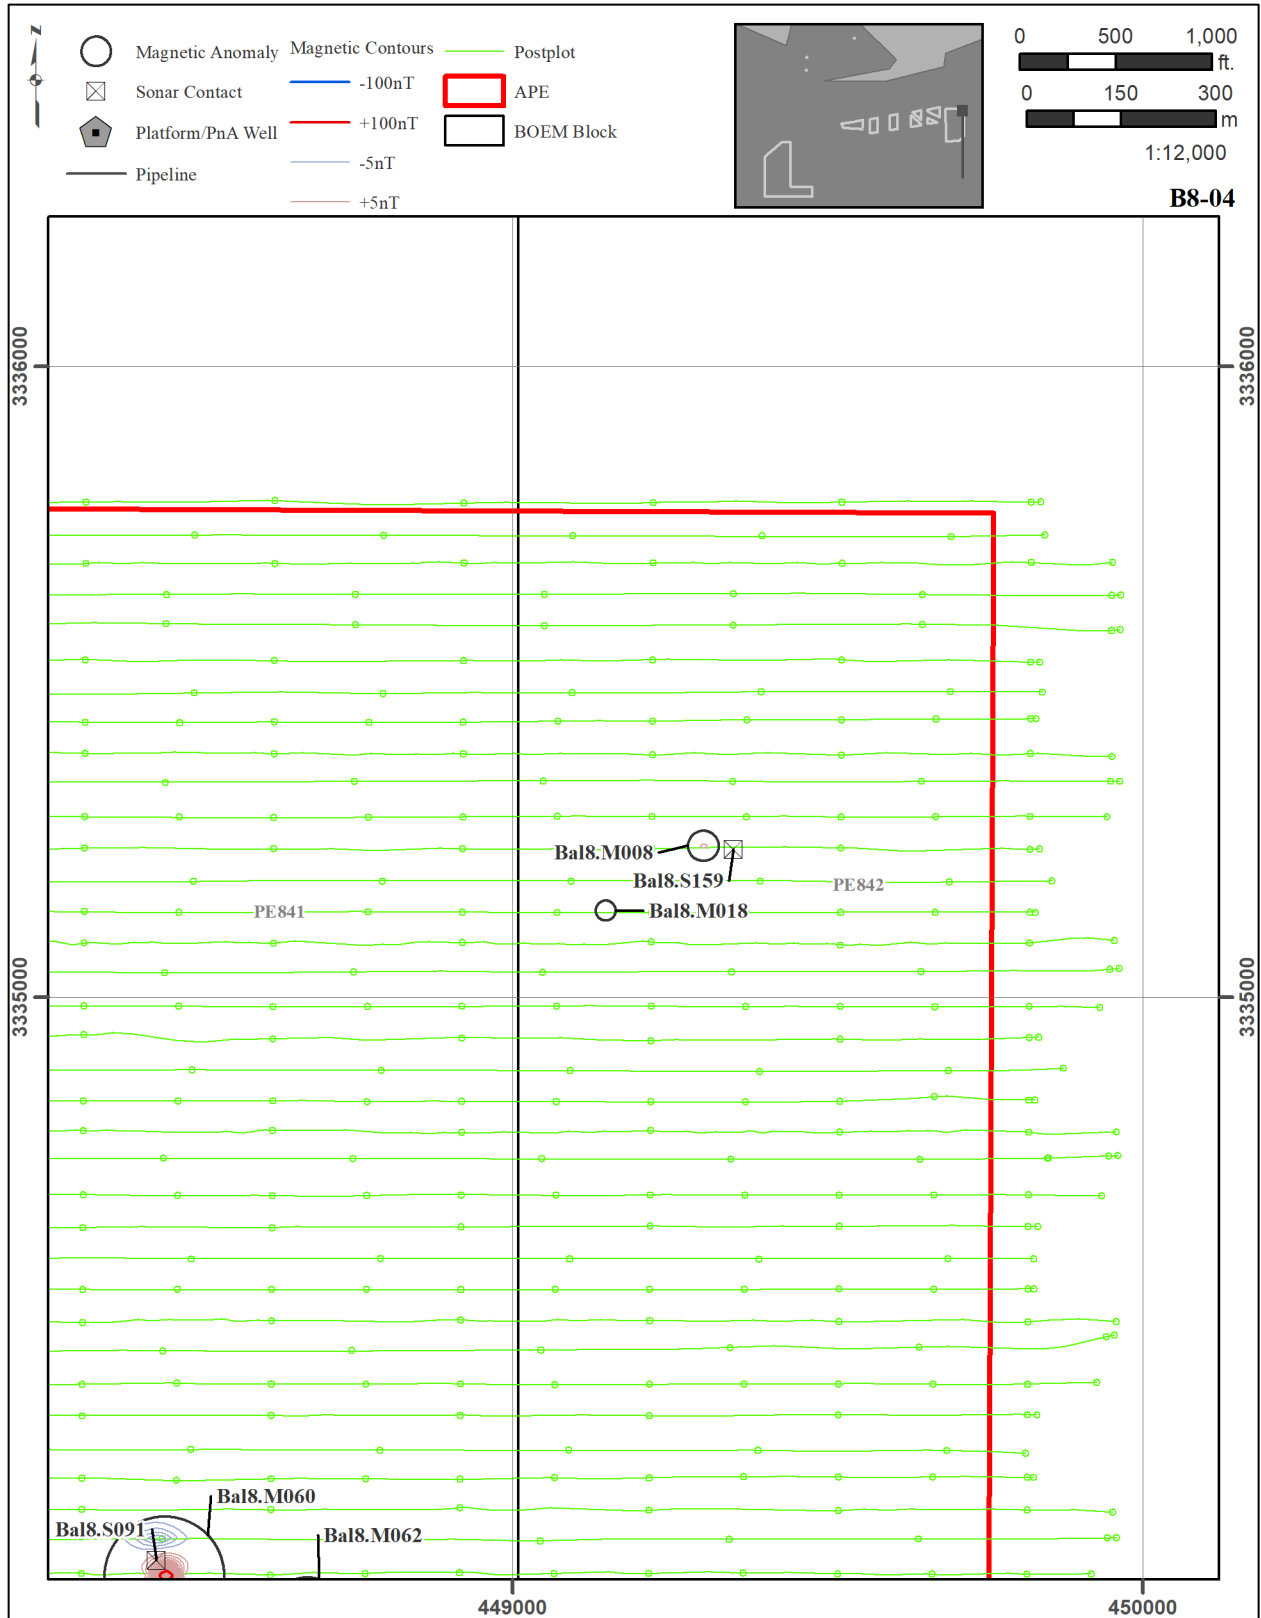 Z
Magnetic Anomaly
Sonar Contact
Platform/PnA Well
Pipeline
Magnetic Contours
-100nT
+100nT
-5nT
+5nT
Postplot
APE
BOEM Block
0 500 1,000
ft.
0 150 300
m
1:12,000
B8-04
3336000
3336000
Bal8.M008
Bal8.S159
PE842
PE841
Bal8.M018
3335000
3335000
Bal8.M060
Bal8.S091
Bal8.M062
449000
450000